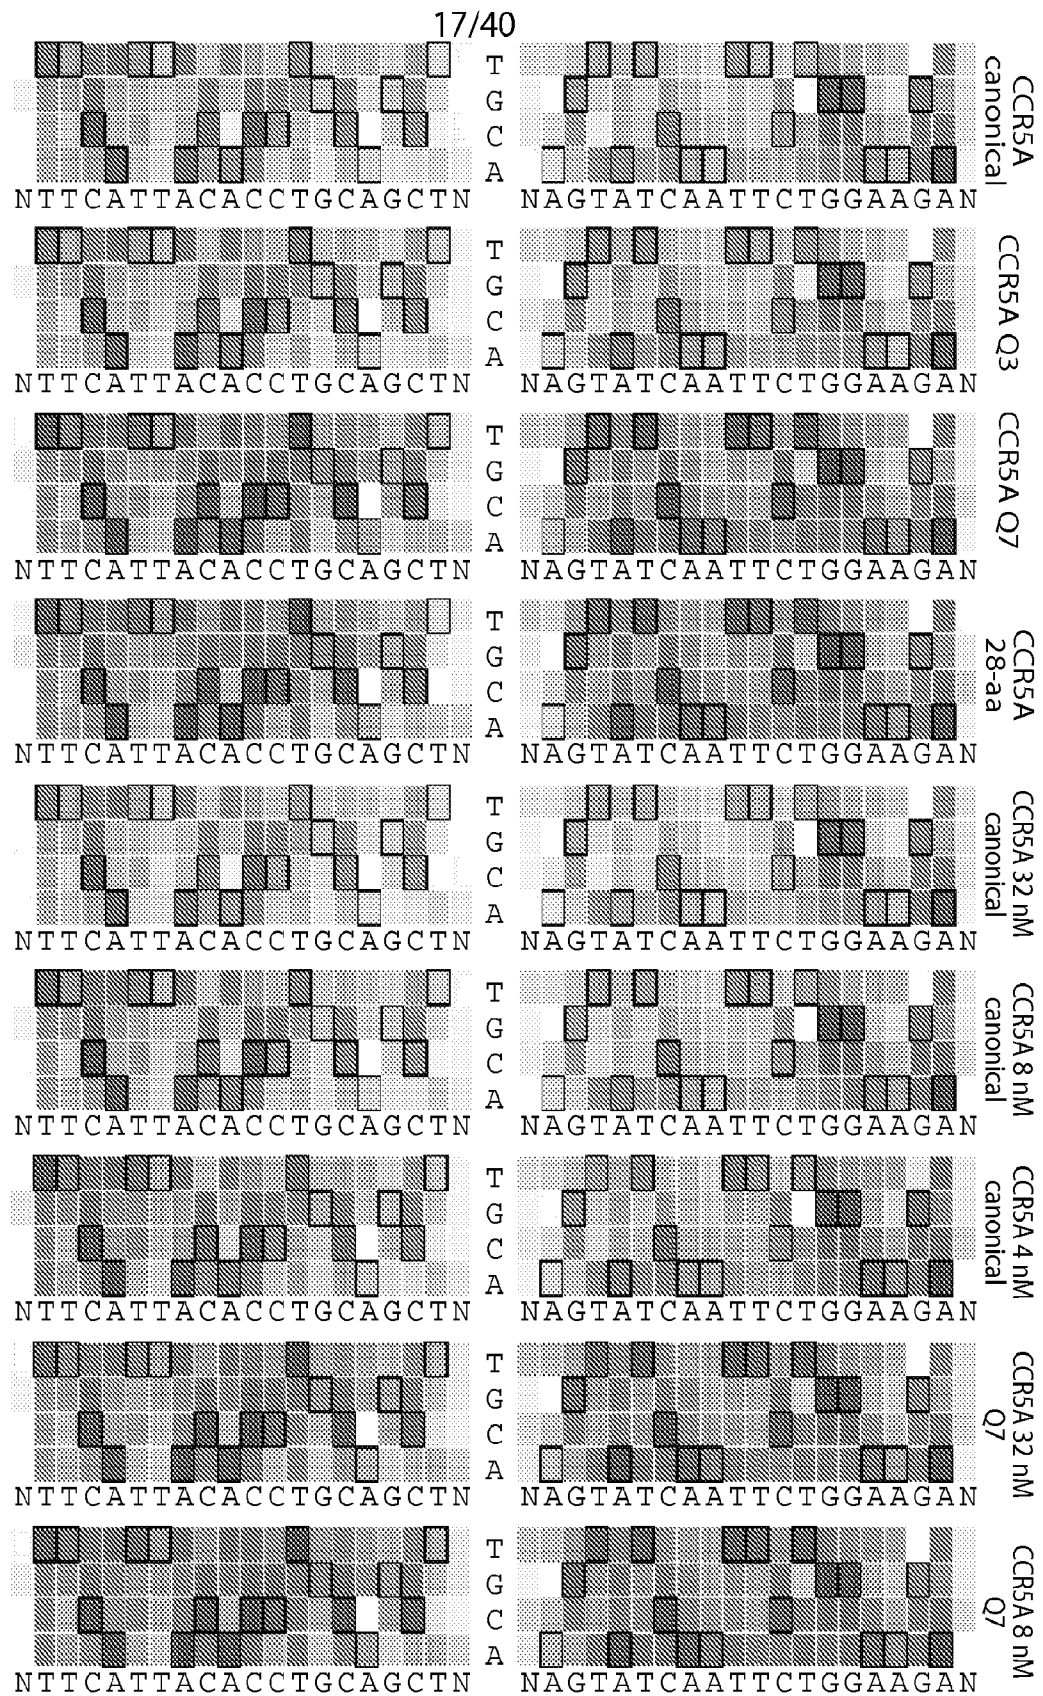 17/40
T
G
C
A
CCR5A
canonical
NTTCATTACACCTGCAGCTN NAGTATCAATTCTGGAAGAN
T
G
C
A
CCR5A Q3
NTTCATTACACCTGCAGCTN NAGTATCAATTCTGGAAGAN
T
G
C
A
CCR5A Q7
NTTCATTACACCTGCAGCTN NAGTATCAATTCTGGAAGAN
T
G
C
A
CCR5A
28-aa
NTTCATTACACCTGCAGCTN NAGTATCAATTCTGGAAGAN
T
G
C
A
CCR5A 32 nM
canonical
NTTCATTACACCTGCAGCTN NAGTATCAATTCTGGAAGAN
T
G
C
A
CCR5A 8 nM
canonical
NTTCATTACACCTGCAGCTN NAGTATCAATTCTGGAAGAN
T
G
C
A
CCR5A 4 nM
canonical
NTTCATTACACCTGCAGCTN NAGTATCAATTCTGGAAGAN
T
G
C
A
CCR5A 32 nM
Q7
NTTCATTACACCTGCAGCTN NAGTATCAATTCTGGAAGAN
T
G
C
A
CCR5A 8 nM
Q7
NTTCATTACACCTGCAGCTN NAGTATCAATTCTGGAAGAN